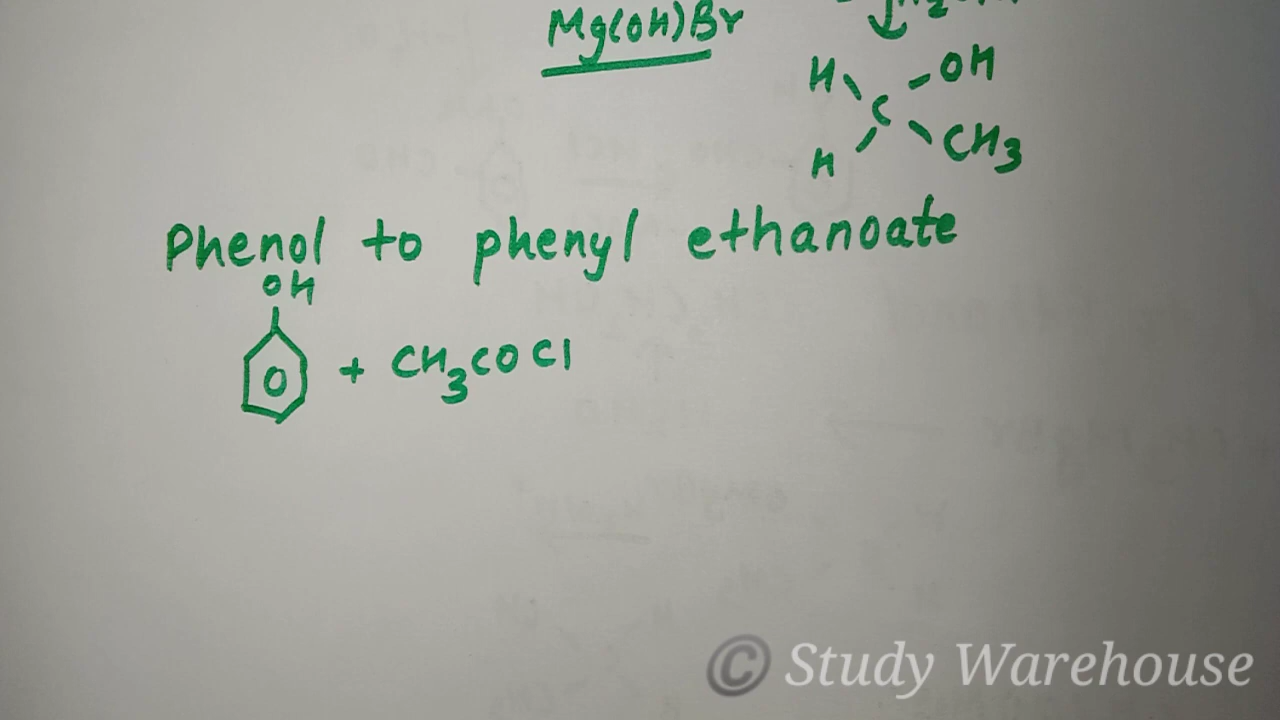 Mg(OH)Br
H OH
C
H CH3
Phenol to phenyl ethanoate
OH
+ CH3COCl
© Study Warehouse